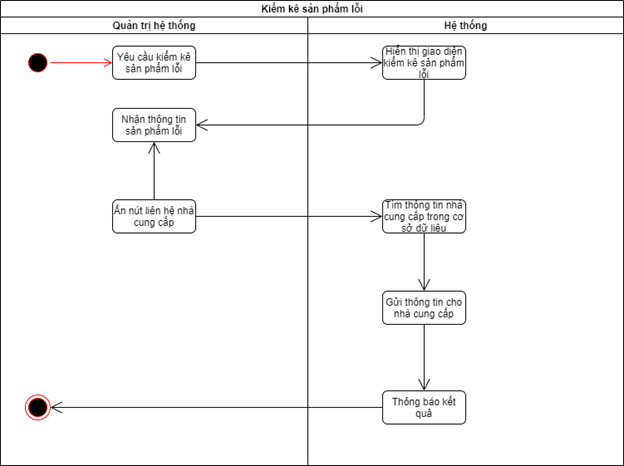 Kiểm kê sản phẩm lỗi
Quản trị hệ thống
Hệ thống
Yêu cầu kiểm kê
sản phẩm lỗi
Hiển thị giao diện
kiểm kê sản phẩm
lỗi
Nhận thông tin
sản phẩm lỗi
Ấn nút liên hệ nhà
cung cấp
Tìm thông tin nhà
cung cấp trong cơ
sở dữ liệu
Gửi thông tin cho
nhà cung cấp
Thông báo kết
quả